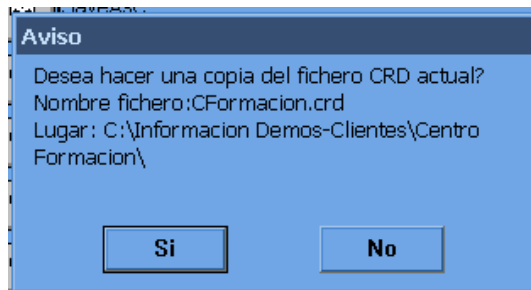 Aviso
Desea hacer una copia del fichero CRD actual?
Nombre fichero:CFormacion.crd
Lugar: C:\Informacion Demos-Clientes\Centro
Formacion\
Si
No